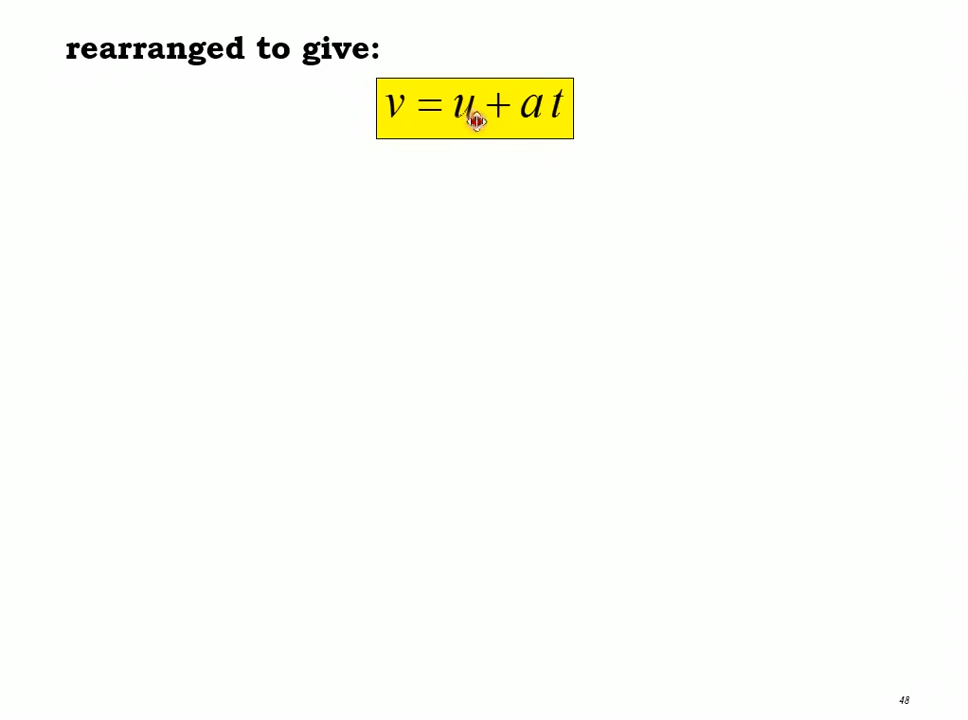 rearranged to give:
v = u + a t
48